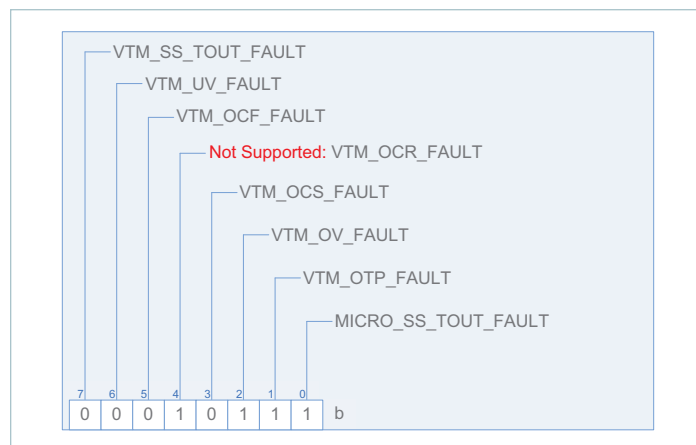 VTM_SS_TOUT_FAULT
VTM_UV_FAULT
VTM_OCF_FAULT
Not Supported: VTM_OCR_FAULT
VTM_OCS_FAULT
VTM_OV_FAULT
VTM_OTP_FAULT
MICRO_SS_TOUT_FAULT
7 6 5 4 3 2 1 0
0 0 0 1 0 1 1 1 b